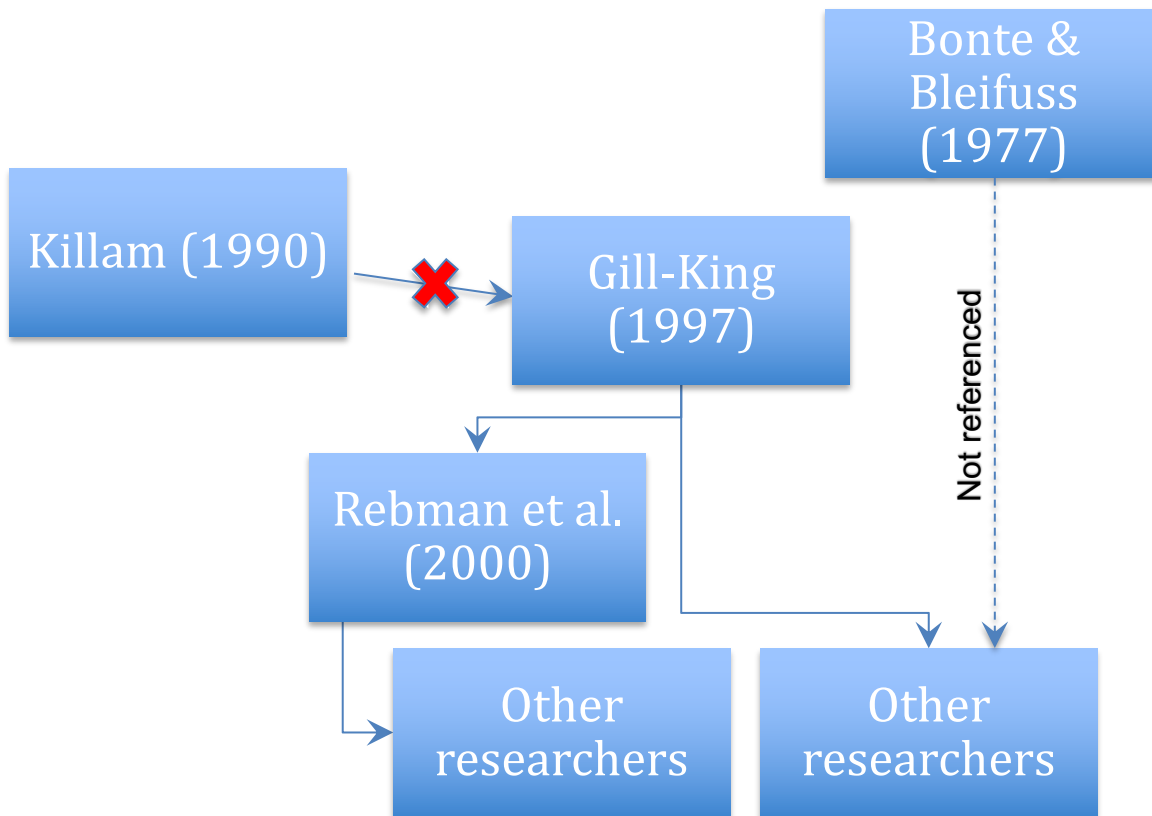 Bonte &
Bleifuss
(1977)
Killam (1990)
Gill-King
(1997)
Not referenced
Rebman et al.
(2000)
Other
researchers
Other
researchers